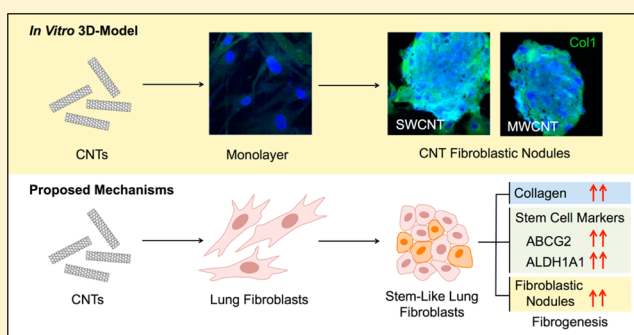 In Vitro 3D-Model
Col1
SWCNT
MWCNT
CNTs
Monolayer
CNT Fibroblastic Nodules
Proposed Mechanisms
Collagen ↑↑
Stem Cell Markers
ABCG2 ↑↑
ALDH1A1 ↑↑
Fibroblastic
Nodules ↑↑
CNTs
Lung Fibroblasts
Stem-Like Lung
Fibroblasts
Fibrogenesis